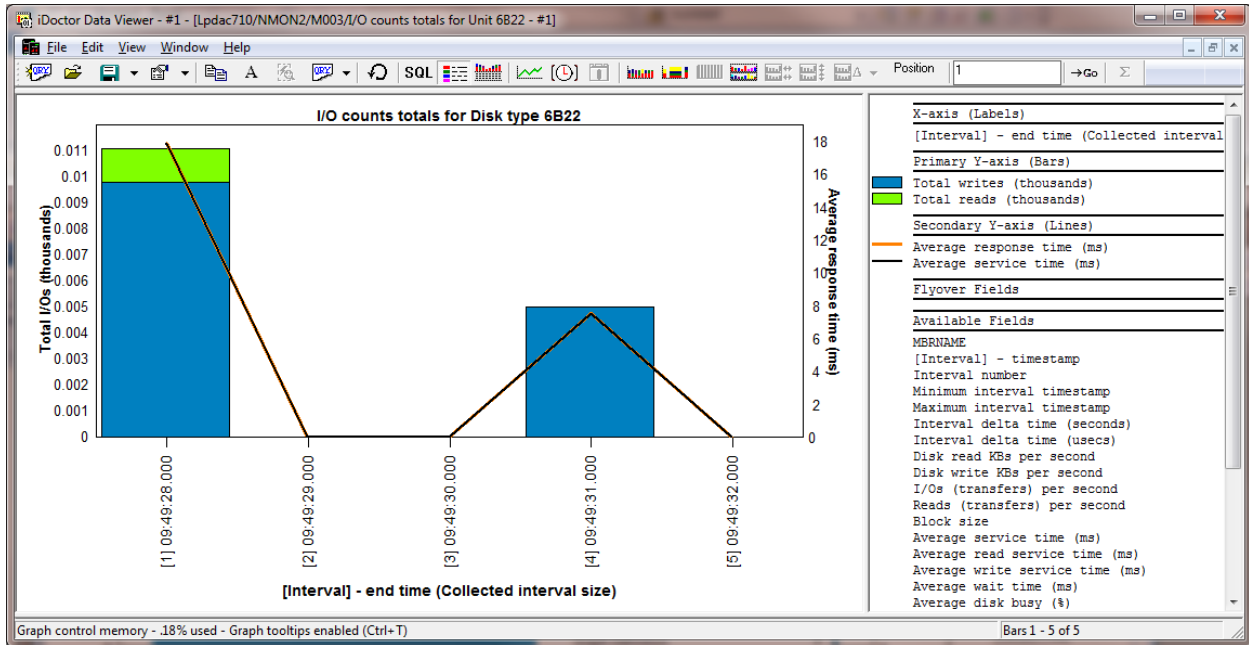 iDoctor Data Viewer - #1 - [Lpdac710/NMON2/M003/I/O counts totals for Unit 6B22 - #1]
File Edit View Window Help
SQL
Position 1 Go Σ
I/O counts totals for Disk type 6B22
Total I/Os (thousands)
0.011
0.01
0.009
0.008
0.007
0.006
0.005
0.004
0.003
0.002
0.001
0
18
16
14
12
10
8
6
4
2
0
Average response time (ms)
[1] 09:49:28.000
[2] 09:49:29.000
[3] 09:49:30.000
[4] 09:49:31.000
[5] 09:49:32.000
[Interval] - end time (Collected interval size)
X-axis (Labels)
[Interval] - end time (Collected interval
Primary Y-axis (Bars)
Total writes (thousands)
Total reads (thousands)
Secondary Y-axis (Lines)
Average response time (ms)
Average service time (ms)
Flyover Fields
Available Fields
MBRNAME
[Interval] - timestamp
Interval number
Minimum interval timestamp
Maximum interval timestamp
Interval delta time (seconds)
Interval delta time (usecs)
Disk read KBs per second
Disk write KBs per second
I/Os (transfers) per second
Reads (transfers) per second
Block size
Average service time (ms)
Average read service time (ms)
Average write service time (ms)
Average wait time (ms)
Average disk busy (%)
Graph control memory - .18% used - Graph tooltips enabled (Ctrl+T)
Bars 1 - 5 of 5